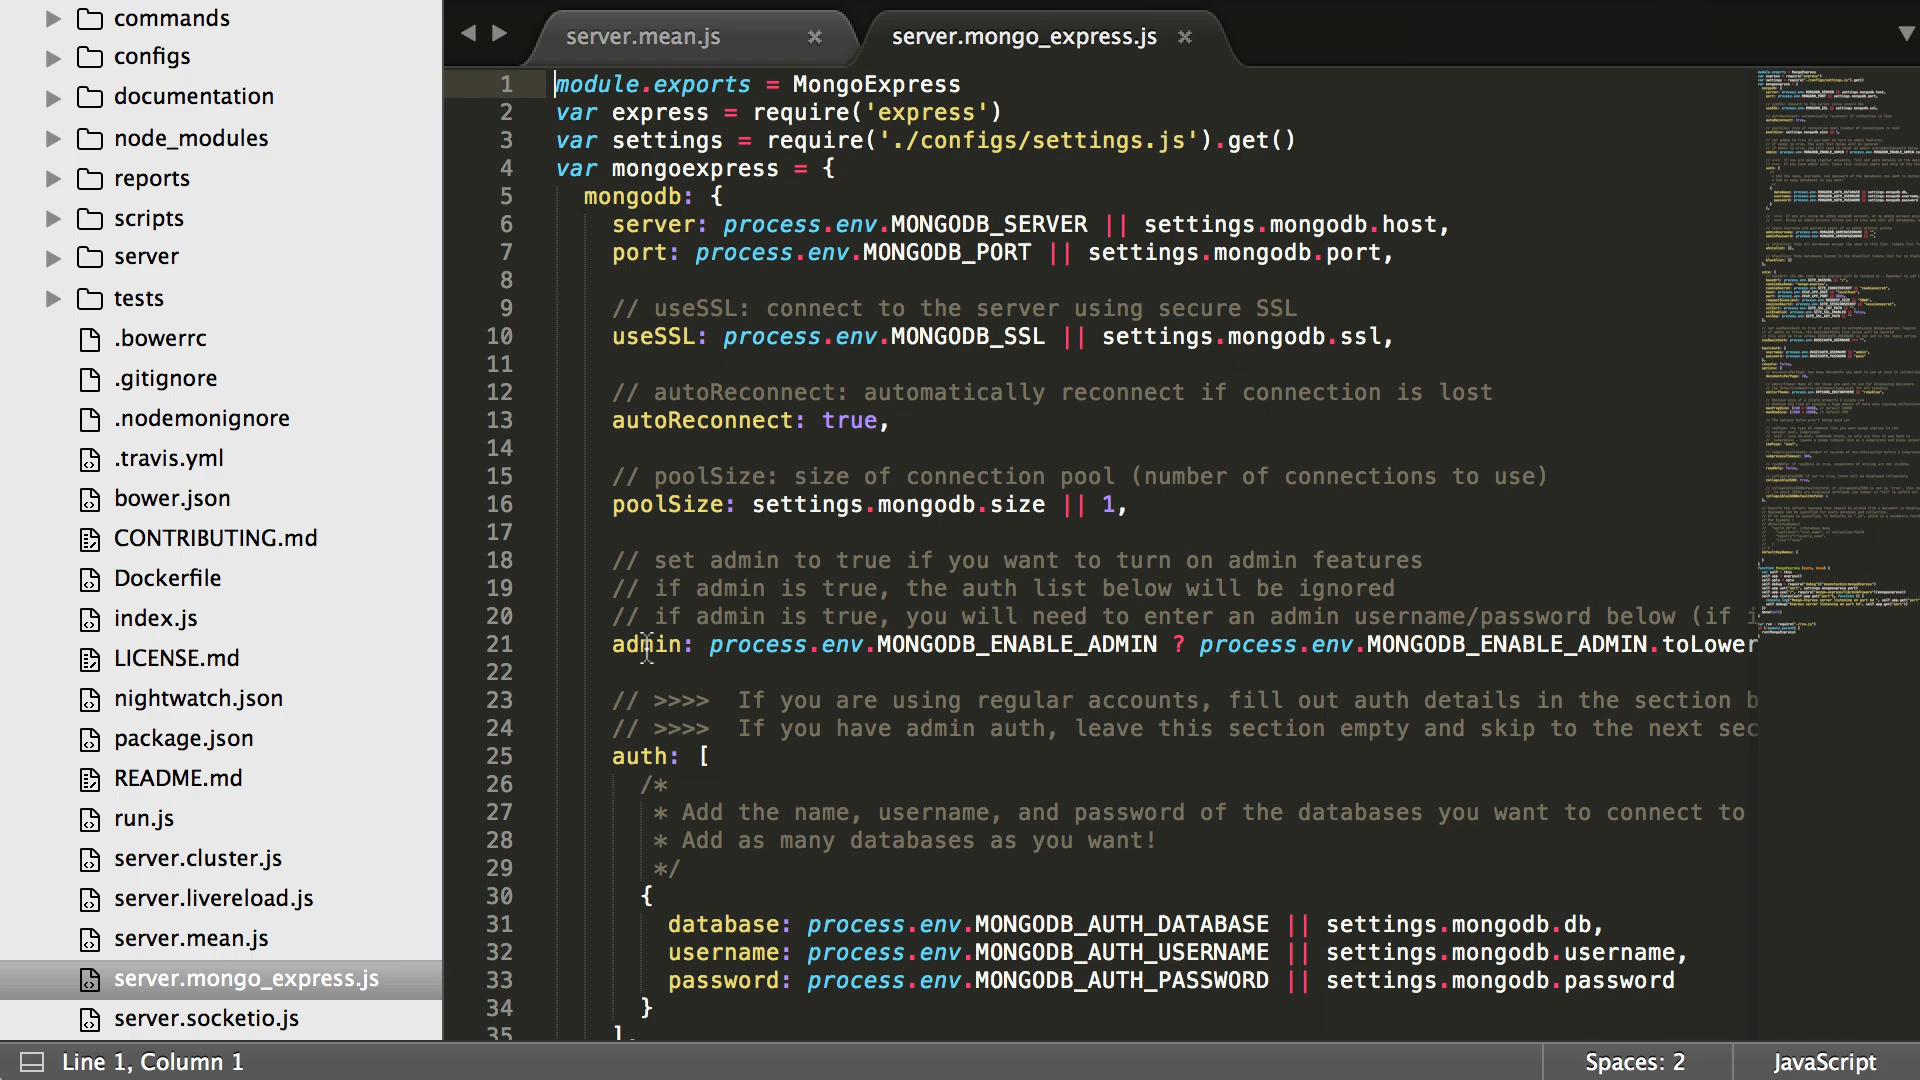 commands
configs
documentation
node_modules
reports
scripts
server
tests
.bowerrc
.gitignore
.nodemonignore
.travis.yml
bower.json
CONTRIBUTING.md
Dockerfile
index.js
LICENSE.md
nightwatch.json
package.json
README.md
run.js
server.cluster.js
server.livereload.js
server.mean.js
server.mongo_express.js
server.socketio.js
server.mean.js
server.mongo_express.js
1 module.exports = MongoExpress
2 var express = require('express')
3 var settings = require('./configs/settings.js').get()
4 var mongoexpress = {
5 mongodb: {
6 server: process.env.MONGODB_SERVER || settings.mongodb.host,
7 port: process.env.MONGODB_PORT || settings.mongodb.port,
8
9 // useSSL: connect to the server using secure SSL
10 useSSL: process.env.MONGODB_SSL || settings.mongodb.ssl,
11
12 // autoReconnect: automatically reconnect if connection is lost
13 autoReconnect: true,
14
15 // poolSize: size of connection pool (number of connections to use)
16 poolSize: settings.mongodb.size || 1,
17
18 // set admin to true if you want to turn on admin features
19 // if admin is true, the auth list below will be ignored
20 // if admin is true, you will need to enter an admin username/password below (if i
21 admin: process.env.MONGODB_ENABLE_ADMIN ? process.env.MONGODB_ENABLE_ADMIN.toLower
22
23 // >>>> If you are using regular accounts, fill out auth details in the section b
24 // >>>> If you have admin auth, leave this section empty and skip to the next sec
25 auth: [
26 /*
27 * Add the name, username, and password of the databases you want to connect to
28 * Add as many databases as you want!
29 */
30 {
31 database: process.env.MONGODB_AUTH_DATABASE || settings.mongodb.db,
32 username: process.env.MONGODB_AUTH_USERNAME || settings.mongodb.username,
33 password: process.env.MONGODB_AUTH_PASSWORD || settings.mongodb.password
34 }
35 ],
Line 1, Column 1
Spaces: 2
JavaScript